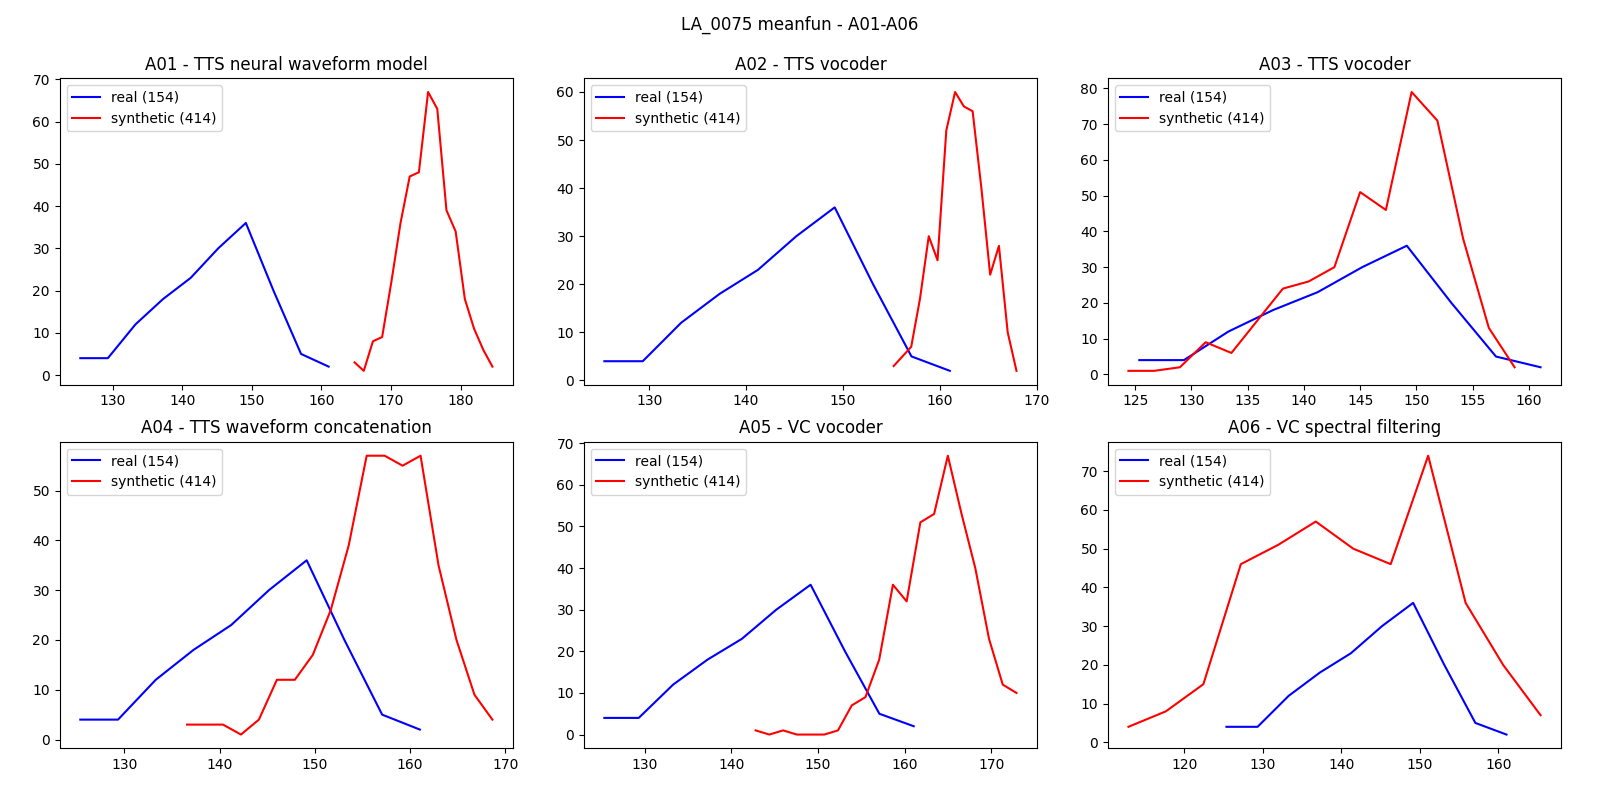 LA_0075 meanfun - A01-A06
A01 - TTS neural waveform model
70
60
50
40
30
20
10
0
real (154)
synthetic (414)
130 140 150 160 170 180
A02 - TTS vocoder
60
50
40
30
20
10
0
real (154)
synthetic (414)
130 140 150 160 170
A03 - TTS vocoder
80
70
60
50
40
30
20
10
0
real (154)
synthetic (414)
125 130 135 140 145 150 155 160
A04 - TTS waveform concatenation
50
40
30
20
10
0
real (154)
synthetic (414)
130 140 150 160 170
A05 - VC vocoder
70
60
50
40
30
20
10
0
real (154)
synthetic (414)
130 140 150 160 170
A06 - VC spectral filtering
70
60
50
40
30
20
10
0
real (154)
synthetic (414)
120 130 140 150 160